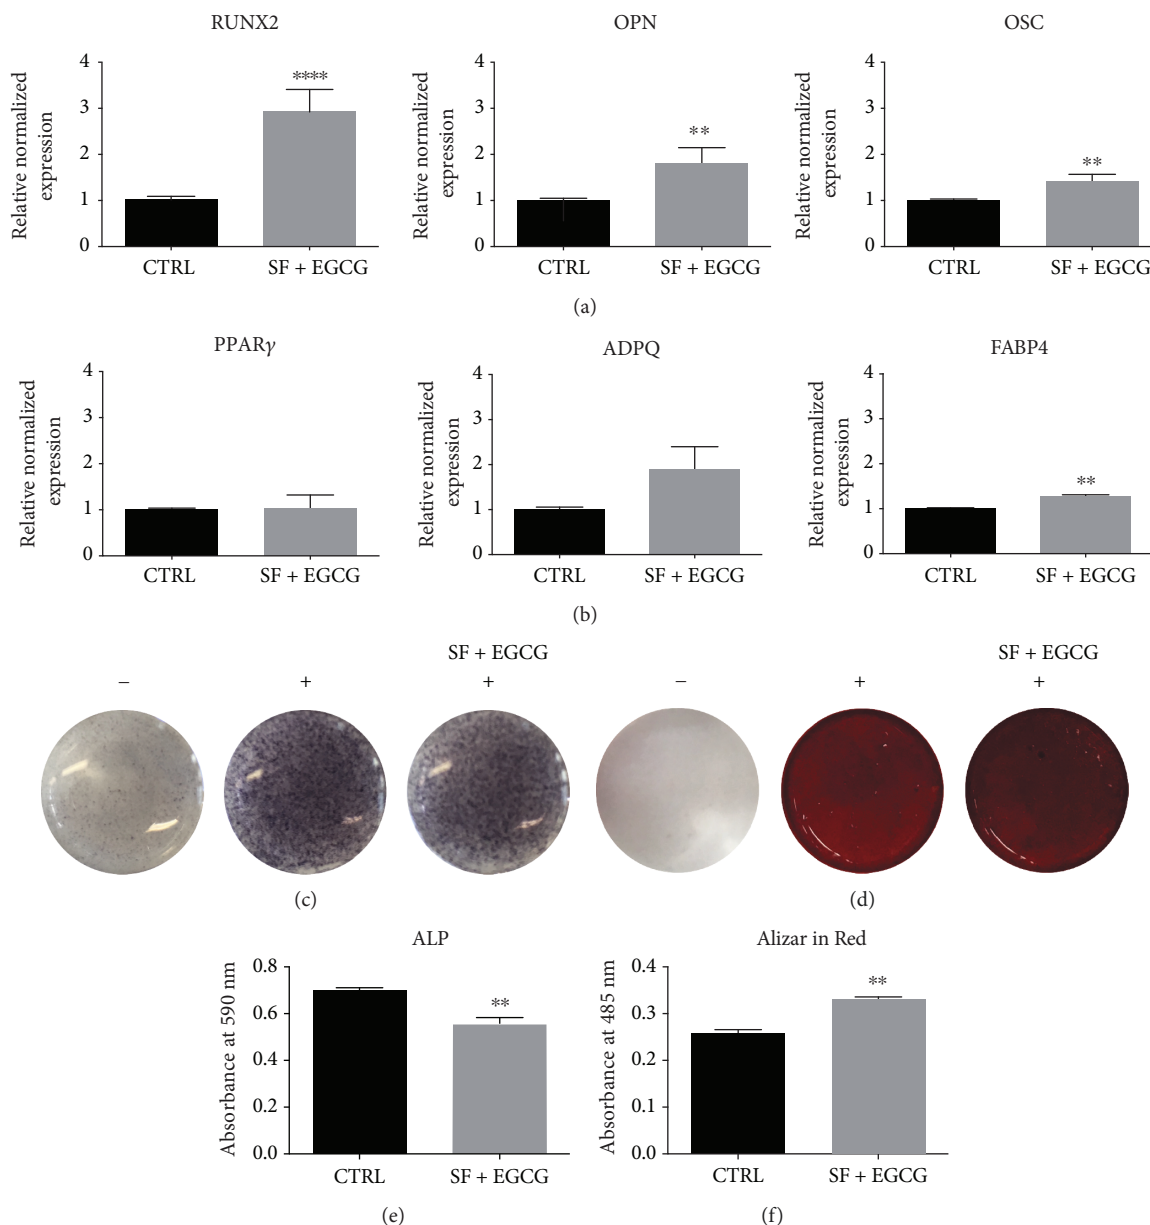 RUNX2
OPN
OSC
Relative normalized
expression
4
3
2
1
0
****
CTRL
SF + EGCG
Relative normalized
expression
4
3
2
1
0
**
CTRL
SF + EGCG
Relative normalized
expression
4
3
2
1
0
**
CTRL
SF + EGCG
(a)
PPARγ
ADPQ
FABP4
Relative normalized
expression
4
3
2
1
0
CTRL
SF + EGCG
Relative normalized
expression
4
3
2
1
0
CTRL
SF + EGCG
Relative normalized
expression
4
3
2
1
0
**
CTRL
SF + EGCG
(b)
SF + EGCG
− + +
(c)
SF + EGCG
− + +
(d)
ALP
Absorbance at 590 nm
0.8
0.6
0.4
0.2
0.0
**
CTRL
SF + EGCG
(e)
Alizar in Red
Absorbance at 485 nm
0.4
0.3
0.2
0.1
0.0
**
CTRL
SF + EGCG
(f)